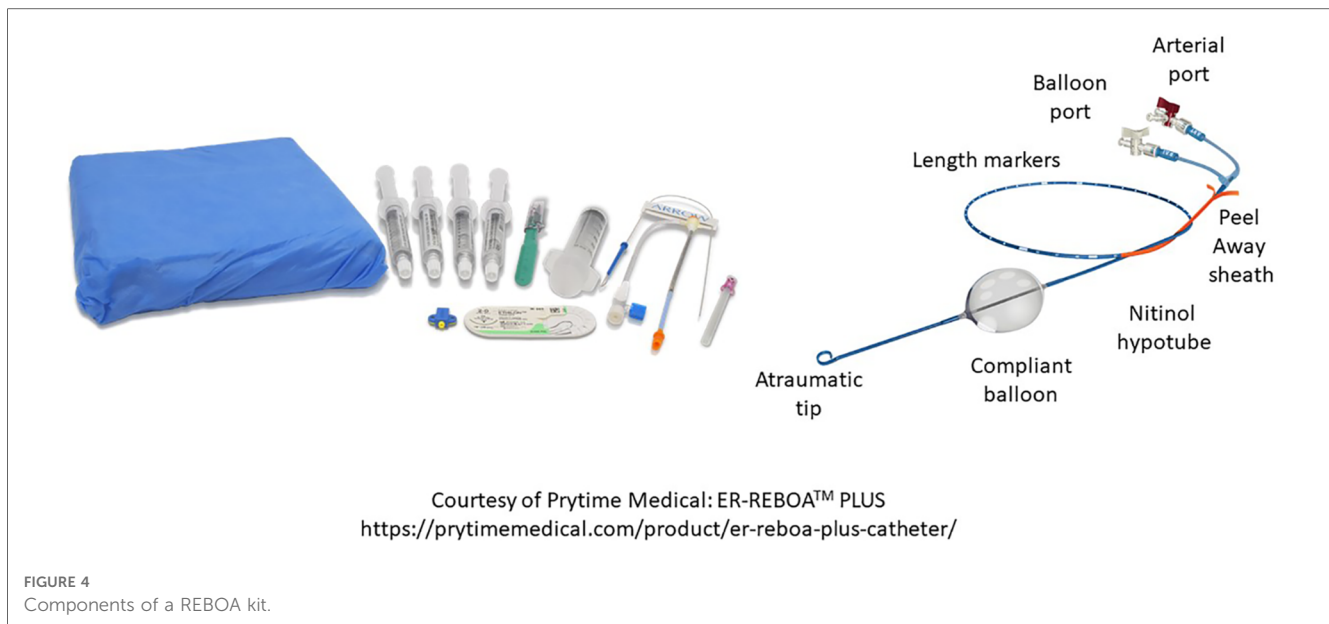 Arterial
port
Balloon
port
Length markers
ARROW
Peel
Away
sheath
Nitinol
hypotube
Compliant
balloon
Atraumatic
tip
Courtesy of Prytime Medical: ER-REBOA™ PLUS
https://prytimemedical.com/product/er-reboa-plus-catheter/
FIGURE 4
Components of a REBOA kit.